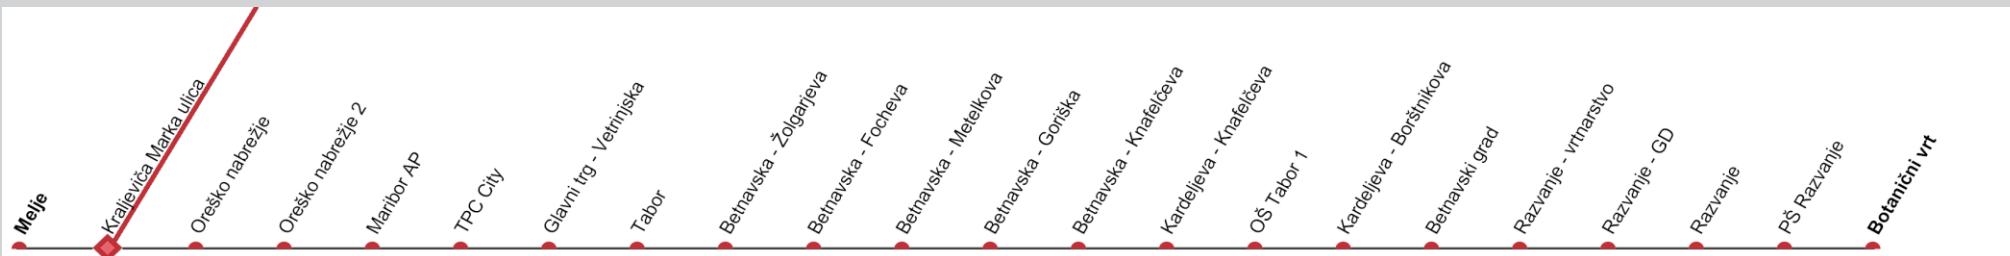 Melje
Kraljeviča Marka ulica
Oreško nabrežje
Oreško nabrežje 2
Maribor AP
TPC City
Glavni trg - Vetrinjska
Tabor
Betnavska - Žolgarjeva
Betnavska - Focheva
Betnavska - Metelkova
Betnavska - Goriška
Betnavska - Knafelčeva
Kardeljeva - Knafelčeva
OŠ Tabor 1
Kardeljeva - Borštnikova
Betnavski grad
Razvanje - vrtnarstvo
Razvanje - GD
Razvanje
PŠ Razvanje
Botanični vrt